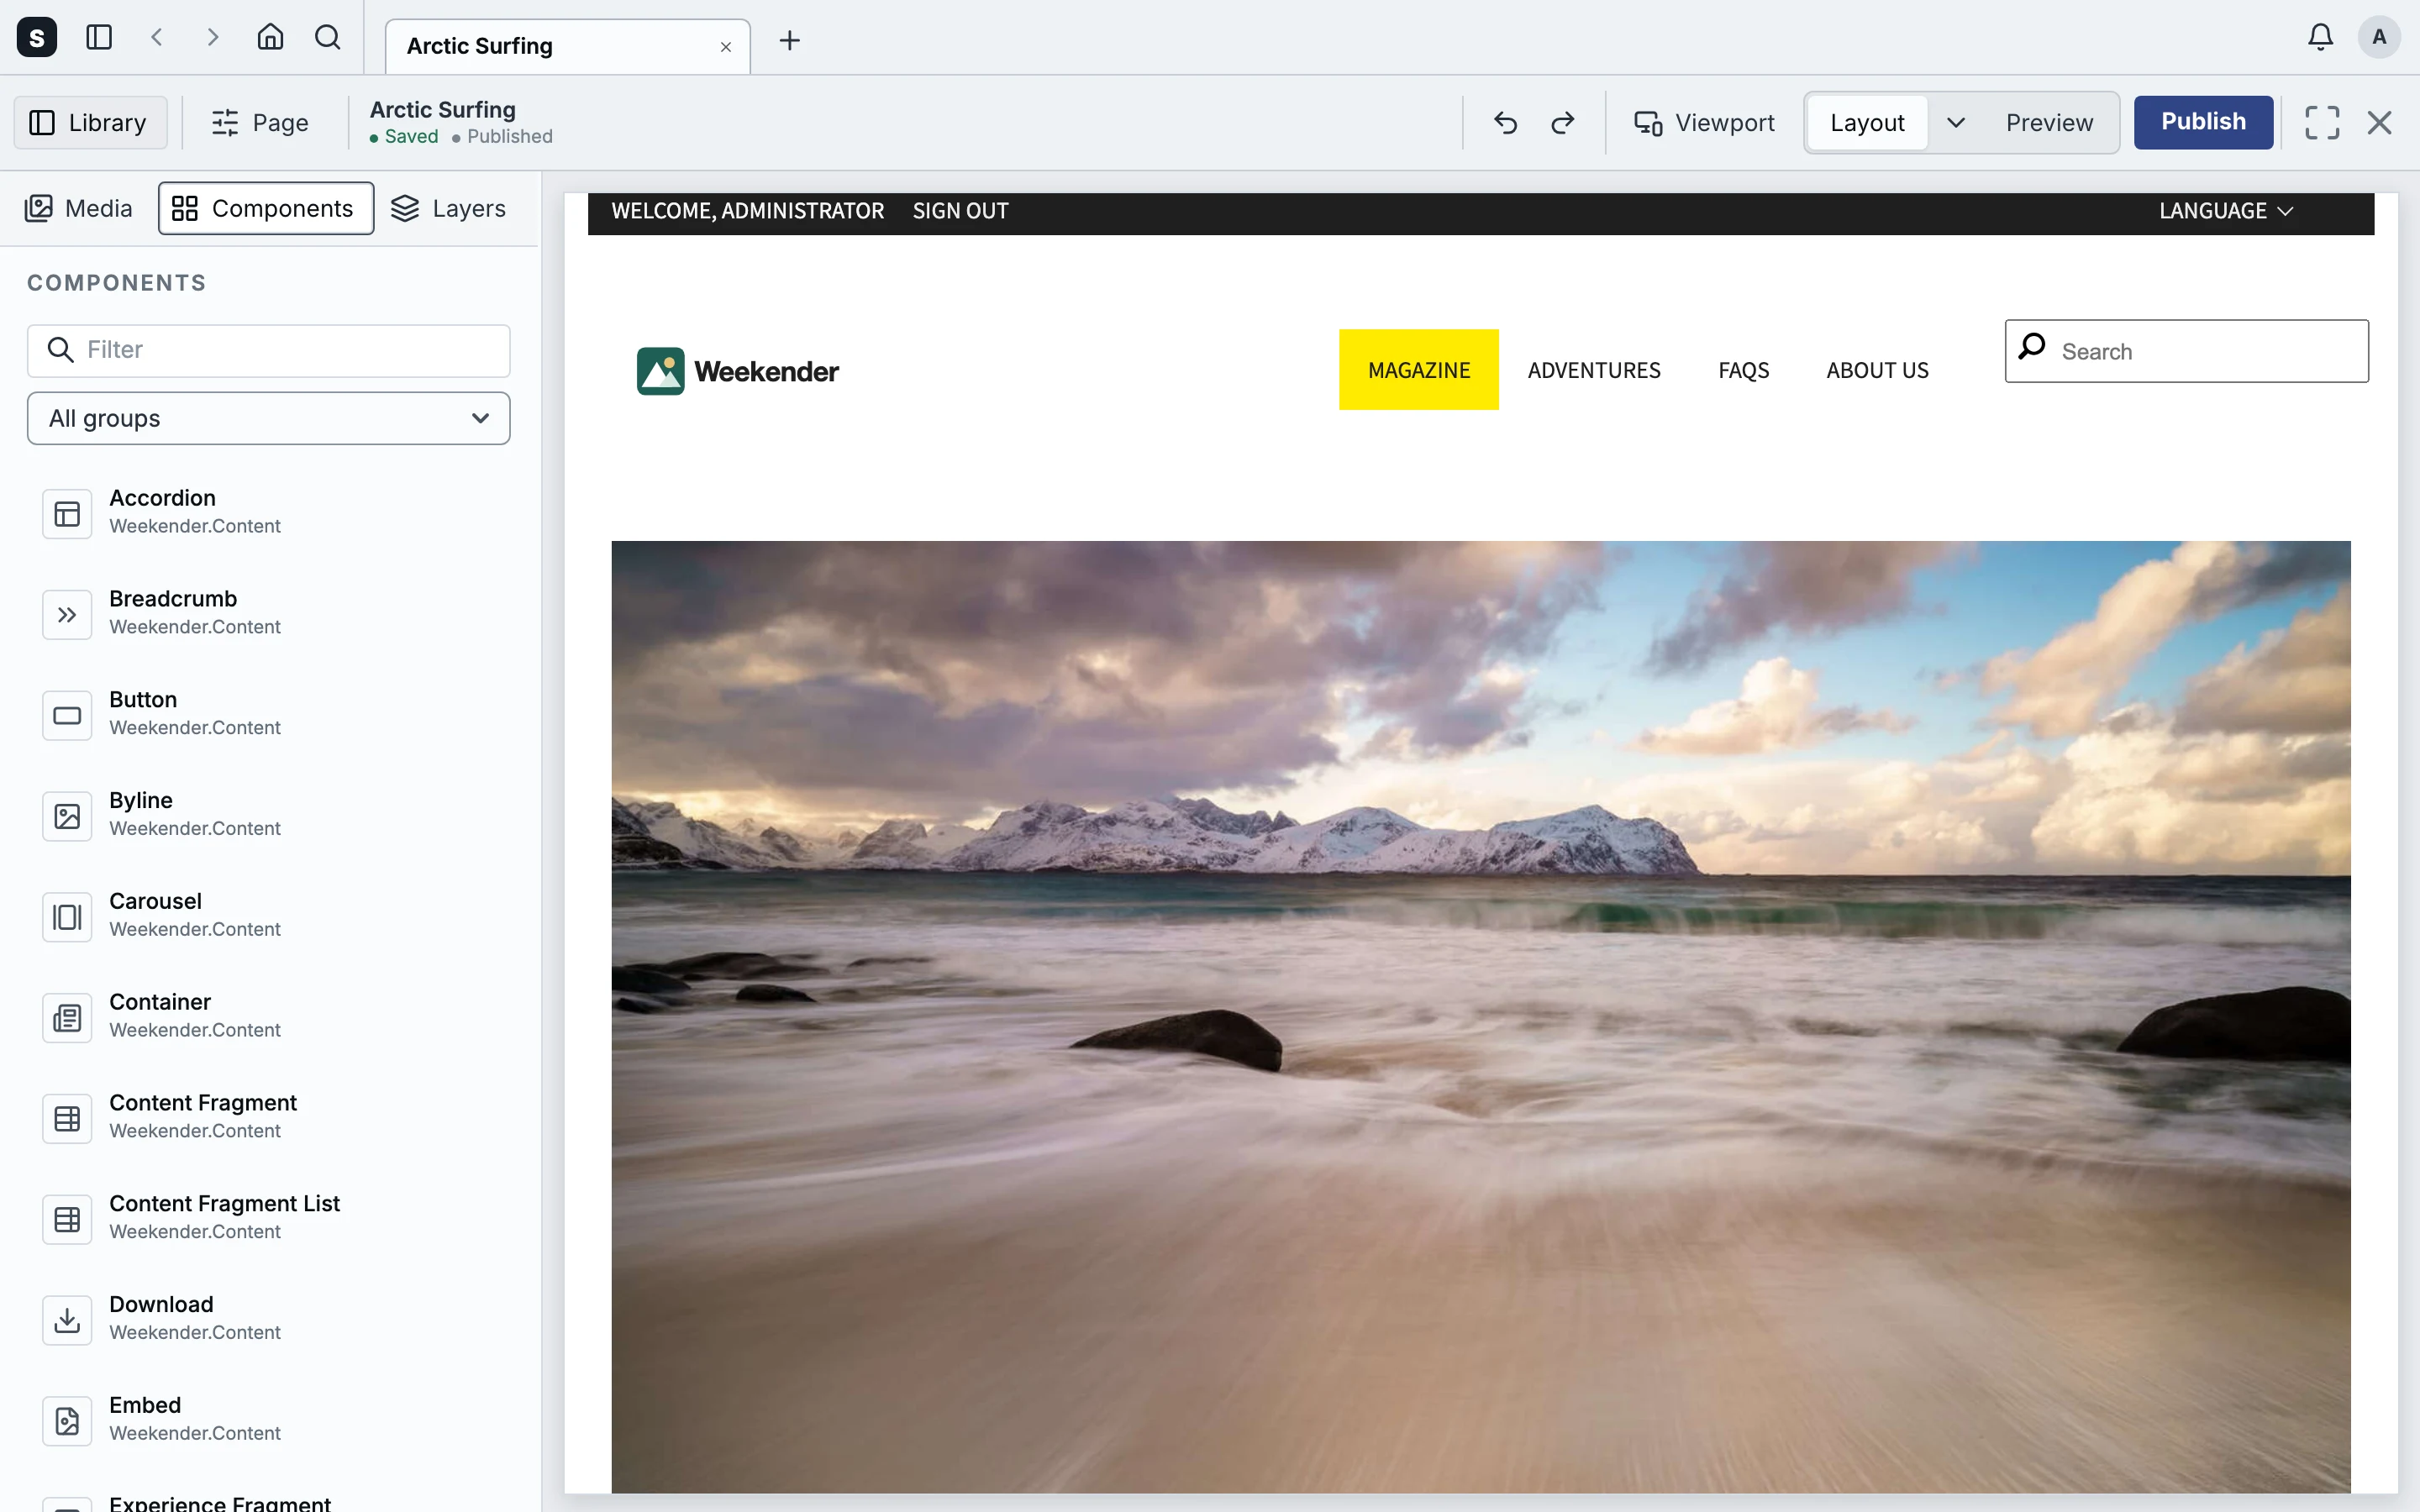 S
Arctic Surfing
A
Library
Page
Arctic Surfing
Saved
Published
Viewport
Layout
Preview
Publish
Media
Components
Layers
COMPONENTS
Filter
All groups
Accordion
Weekender.Content
Breadcrumb
Weekender.Content
Button
Weekender.Content
Byline
Weekender.Content
Carousel
Weekender.Content
Container
Weekender.Content
Content Fragment
Weekender.Content
Content Fragment List
Weekender.Content
Download
Weekender.Content
Embed
Weekender.Content
Experience Fragment
WELCOME, ADMINISTRATOR
SIGN OUT
LANGUAGE
Weekender
MAGAZINE
ADVENTURES
FAQS
ABOUT US
Search